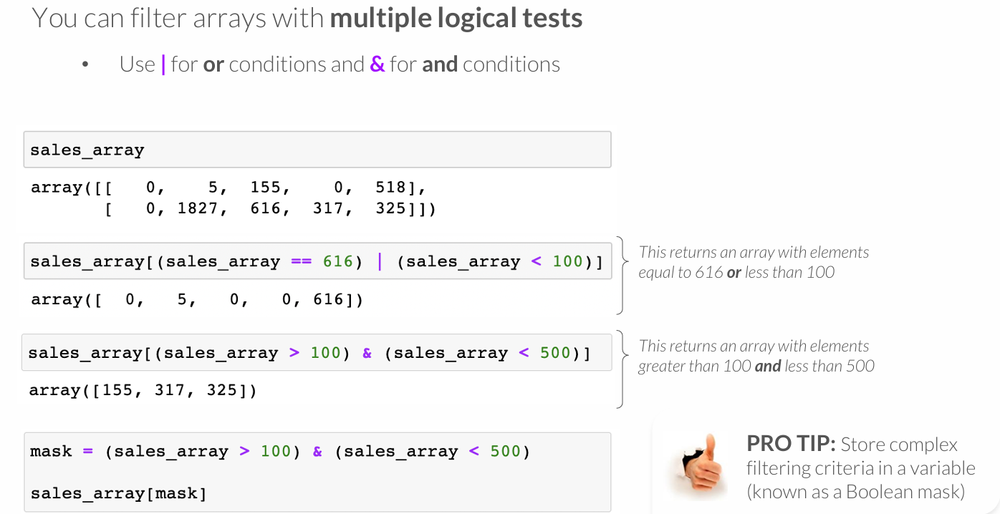 You can filter arrays with multiple logical tests
• Use | for or conditions and & for and conditions
sales_array
array([[   0,    5,  155,    0,  518],
       [   0, 1827,  616,  317,  325]])
sales_array[(sales_array == 616) | (sales_array < 100)]
This returns an array with elements
equal to 616 or less than 100
array([  0,   5,   0,   0, 616])
sales_array[(sales_array > 100) & (sales_array < 500)]
This returns an array with elements
greater than 100 and less than 500
array([155, 317, 325])
mask = (sales_array > 100) & (sales_array < 500)
sales_array[mask]
PRO TIP: Store complex
filtering criteria in a variable
(known as a Boolean mask)